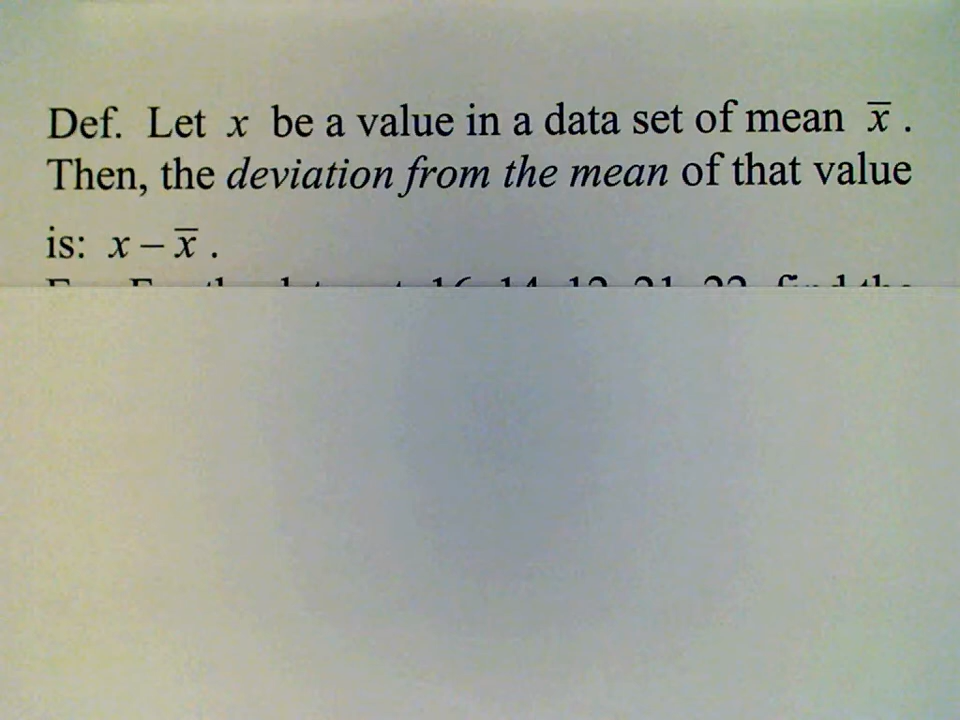 Def. Let x be a value in a data set of mean x̄ .
Then, the deviation from the mean of that value
is: x – x̄ .